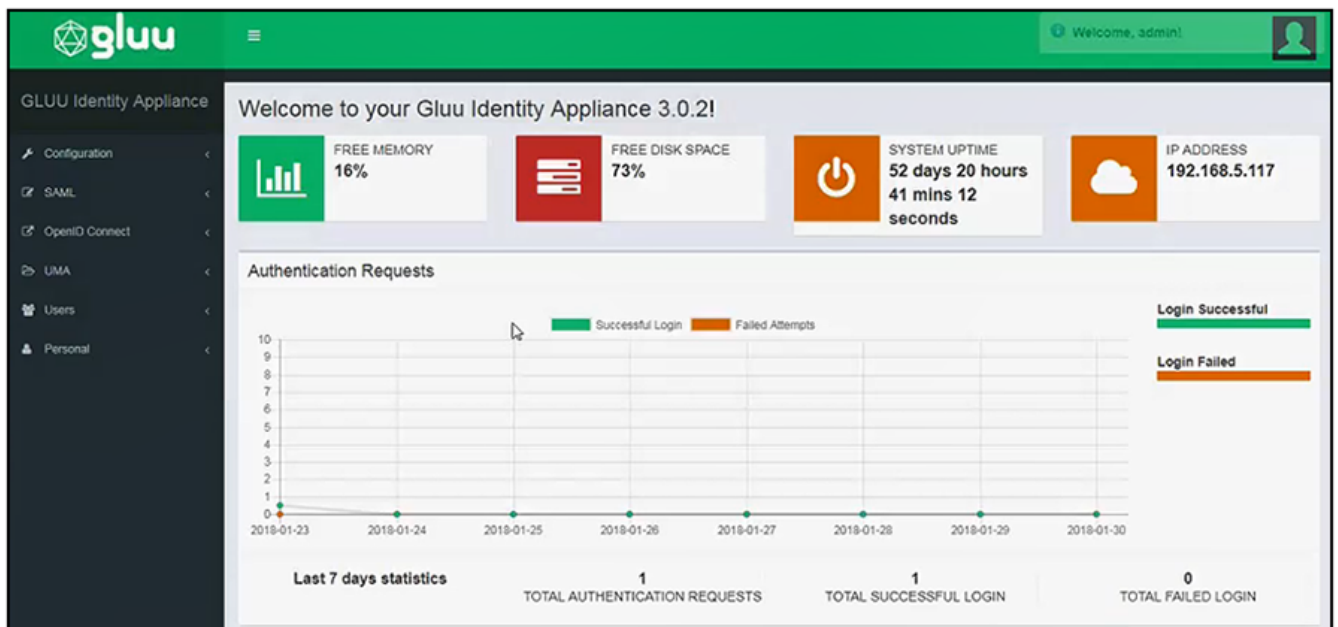 gluu
Welcome, admin!
GLUU Identity Appliance
Configuration
SAML
OpenID Connect
UMA
Users
Personal
Welcome to your Gluu Identity Appliance 3.0.2!
FREE MEMORY
16%
FREE DISK SPACE
73%
SYSTEM UPTIME
52 days 20 hours
41 mins 12
seconds
IP ADDRESS
192.168.5.117
Authentication Requests
Successful Login
Failed Attempts
Login Successful
Login Failed
10
9
8
7
6
5
4
3
2
1
0
2018-01-23 2018-01-24 2018-01-25 2018-01-26 2018-01-27 2018-01-28 2018-01-29 2018-01-30
Last 7 days statistics
1
TOTAL AUTHENTICATION REQUESTS
1
TOTAL SUCCESSFUL LOGIN
0
TOTAL FAILED LOGIN